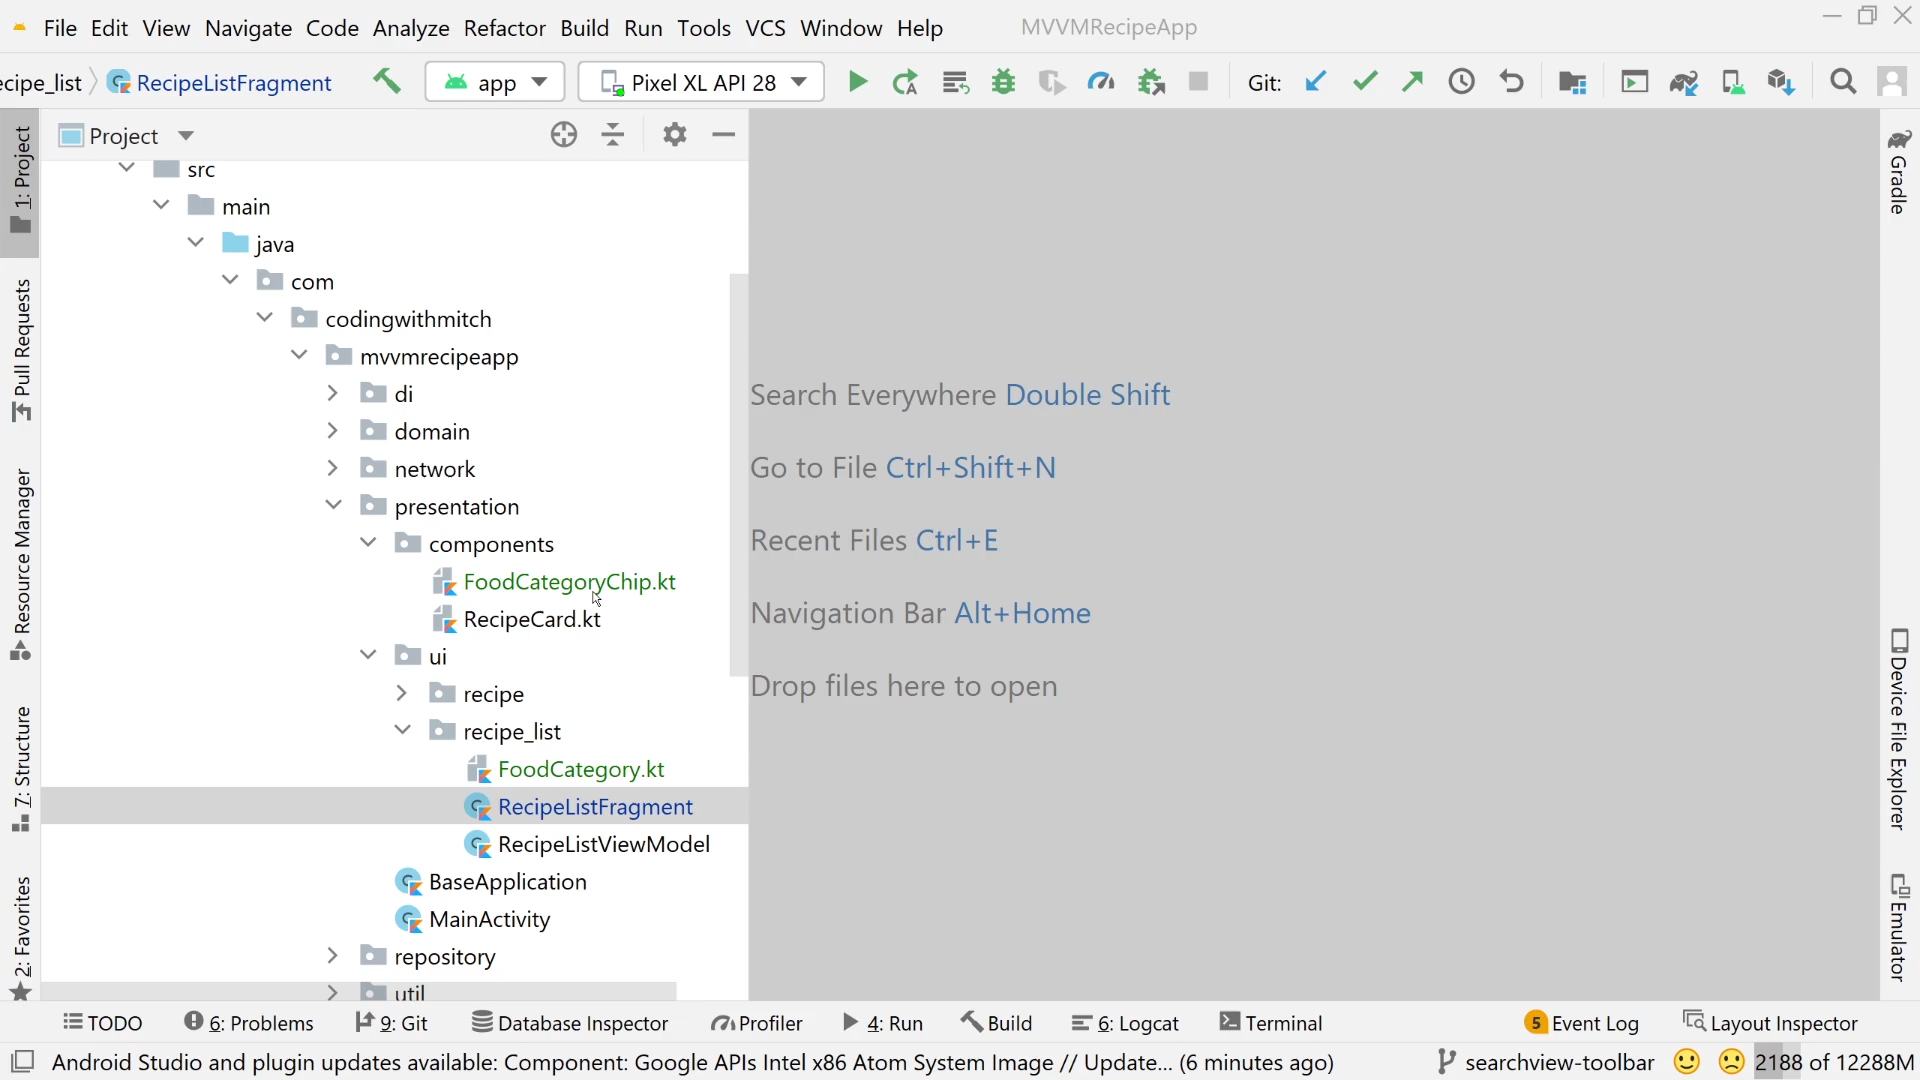 File Edit View Navigate Code Analyze Refactor Build Run Tools VCS Window Help MVVMRecipeApp
ecipe_list RecipeListFragment app Pixel XL API 28 Git:
Project
src
main
java
com
codingwithmitch
mvvmrecipeapp
di
domain
network
presentation
components
FoodCategoryChip.kt
RecipeCard.kt
ui
recipe
recipe_list
FoodCategory.kt
RecipeListFragment
RecipeListViewModel
BaseApplication
MainActivity
repository
util
1: Project
Pull Requests
Resource Manager
7: Structure
2: Favorites
Search Everywhere Double Shift
Go to File Ctrl+Shift+N
Recent Files Ctrl+E
Navigation Bar Alt+Home
Drop files here to open
Gradle
Device File Explorer
Emulator
TODO 6: Problems 9: Git Database Inspector Profiler 4: Run Build 6: Logcat Terminal 5 Event Log Layout Inspector
Android Studio and plugin updates available: Component: Google APIs Intel x86 Atom System Image // Update... (6 minutes ago) searchview-toolbar 2188 of 12288M